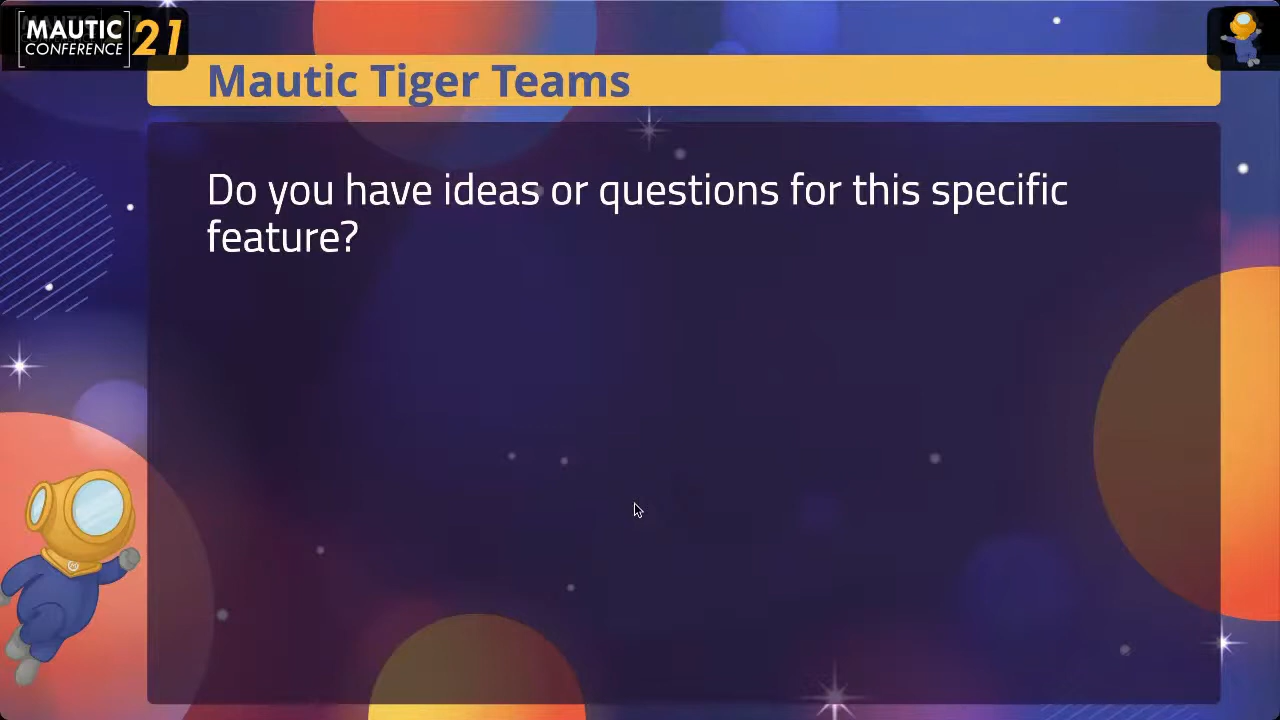 MAUTIC
CONFERENCE 21
Mautic Tiger Teams
Do you have ideas or questions for this specific
feature?